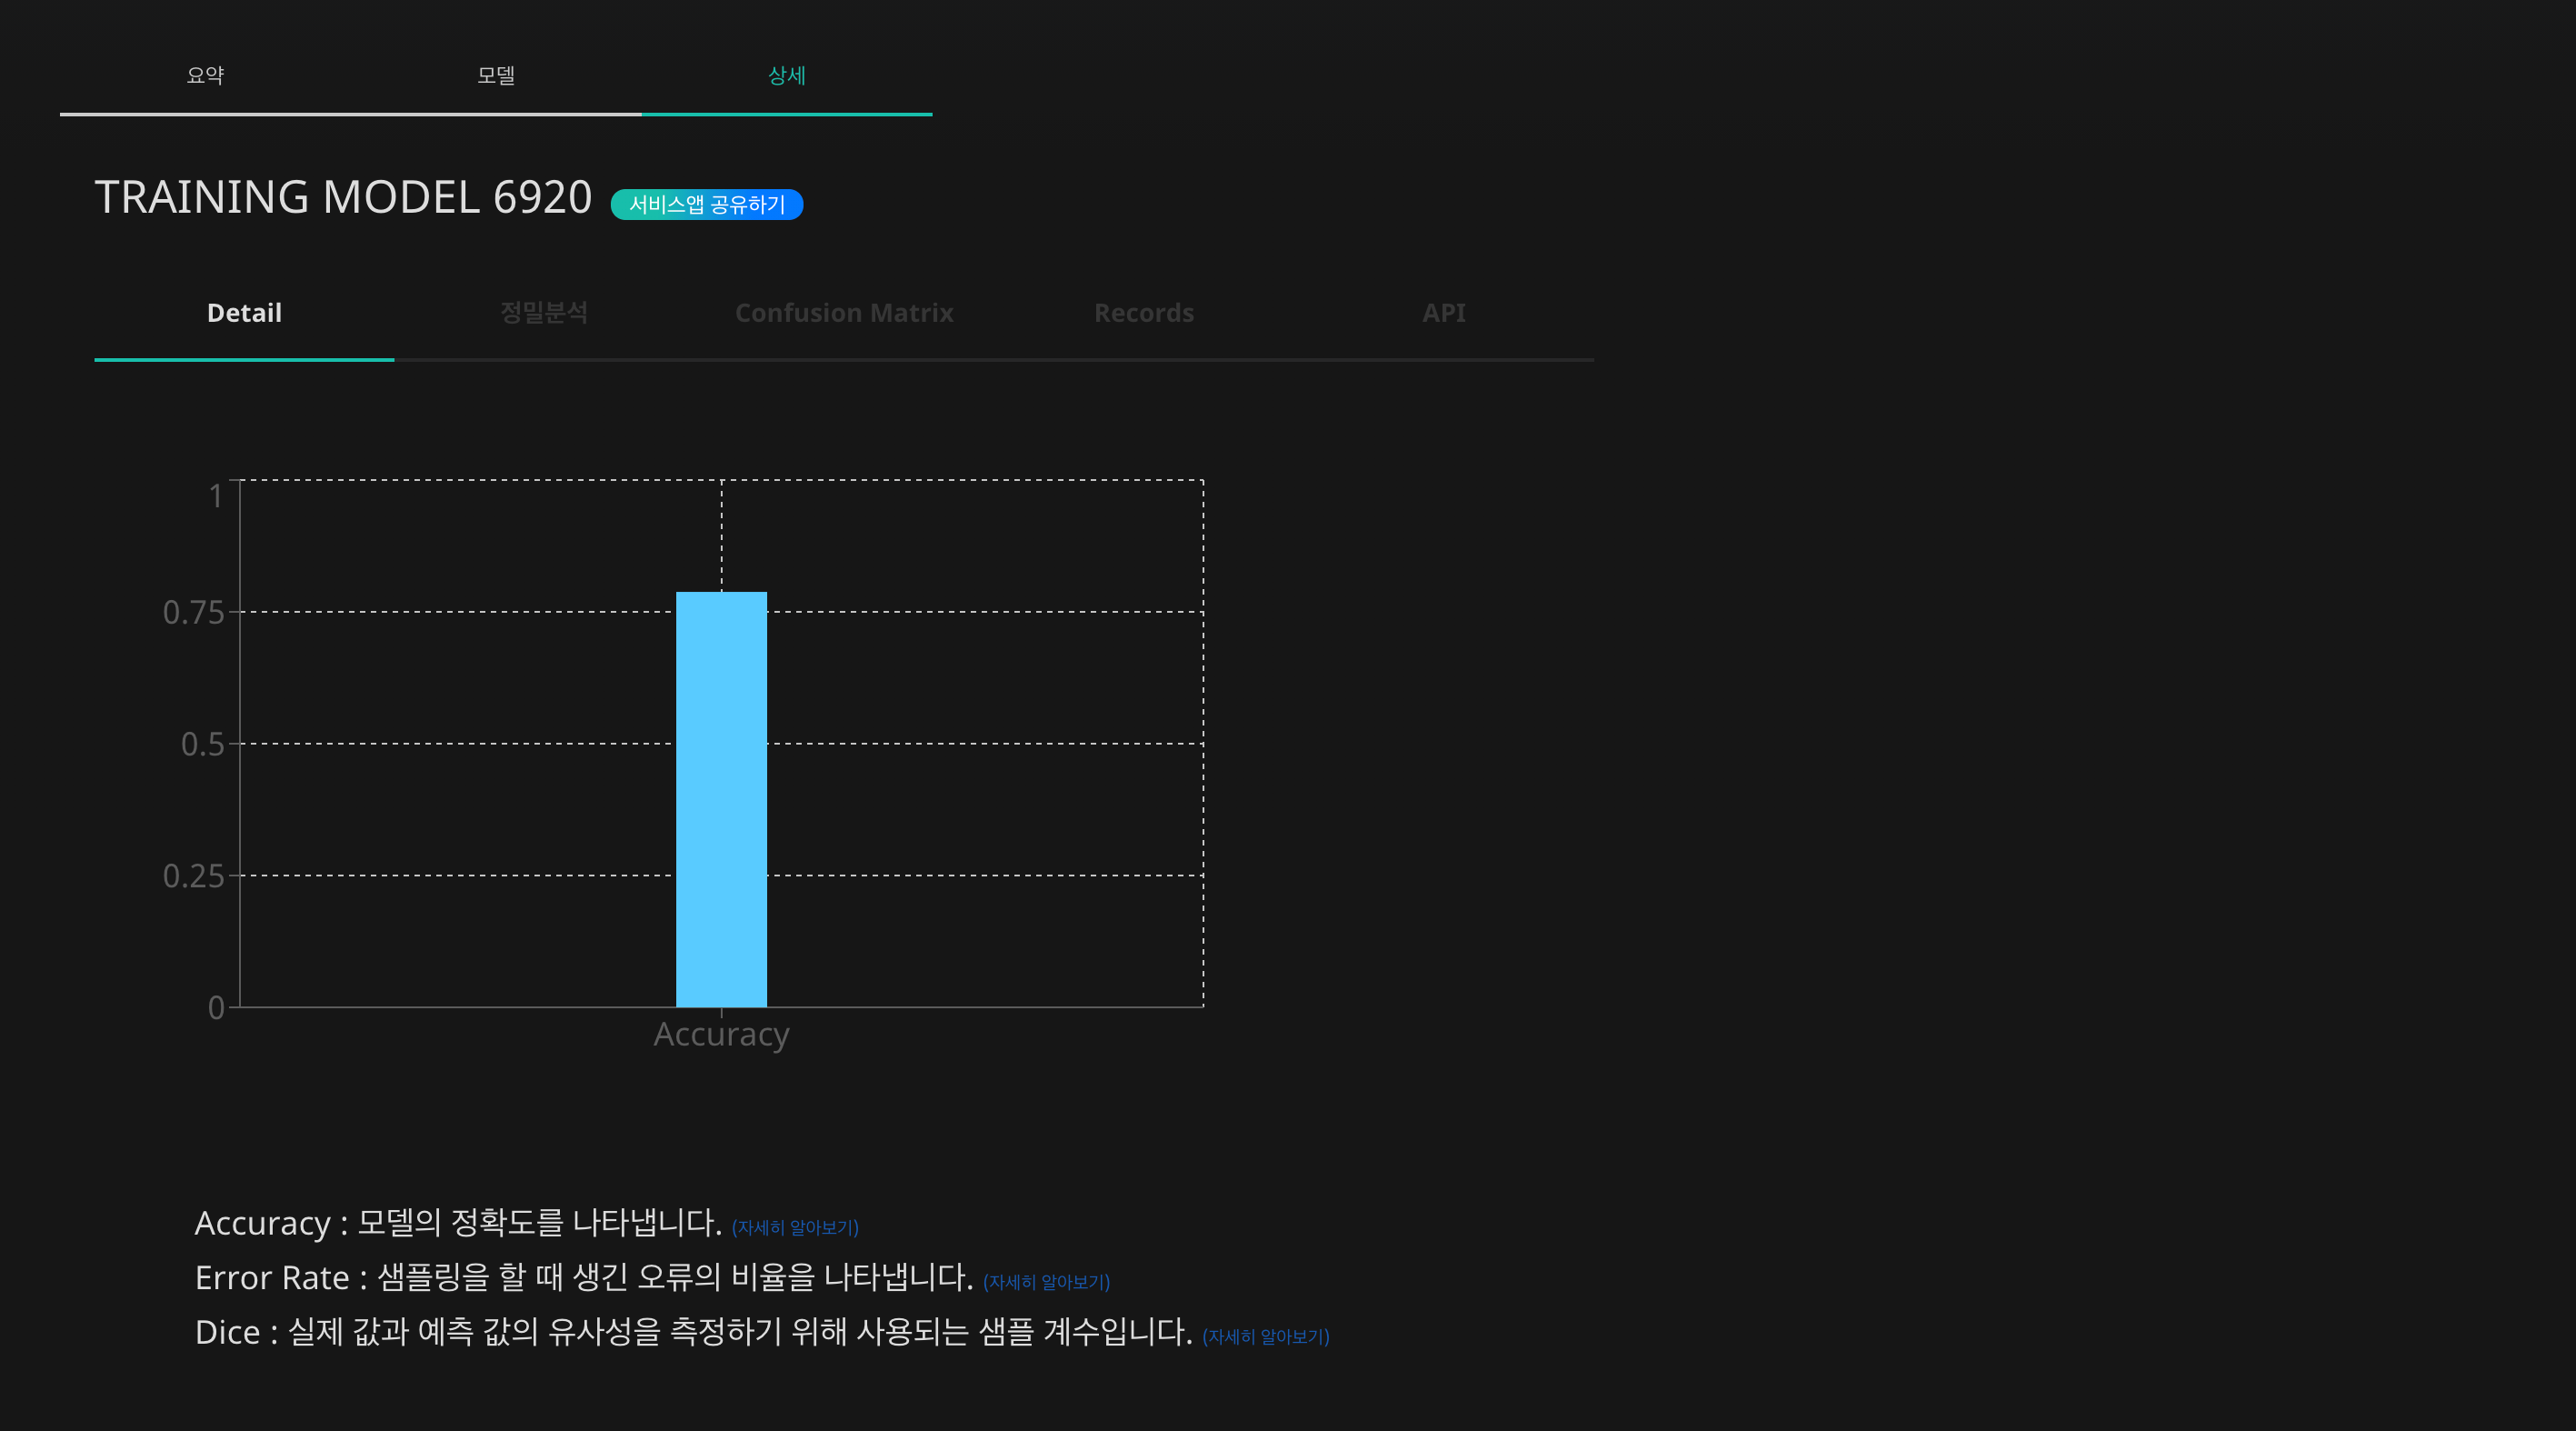 요약 모델 상세
TRAINING MODEL 6920 서비스앱 공유하기
Detail 정밀분석 Confusion Matrix Records API
1
0.75
0.5
0.25
0
Accuracy
Accuracy : 모델의 정확도를 나타냅니다. (자세히 알아보기)
Error Rate : 샘플링을 할 때 생긴 오류의 비율을 나타냅니다. (자세히 알아보기)
Dice : 실제 값과 예측 값의 유사성을 측정하기 위해 사용되는 샘플 계수입니다. (자세히 알아보기)